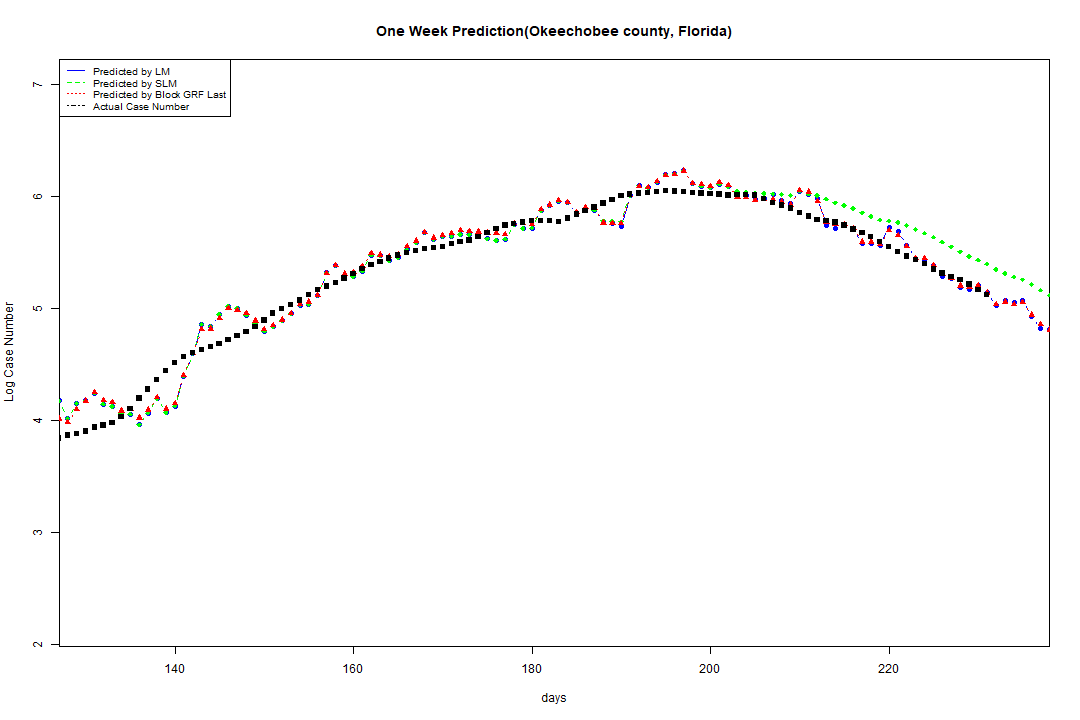 One Week Prediction(Okeechobee county, Florida)
Predicted by LM
Predicted by SLM
Predicted by Block GRF Last
Actual Case Number
7
6
5
4
3
2
Log Case Number
140 160 180 200 220
days